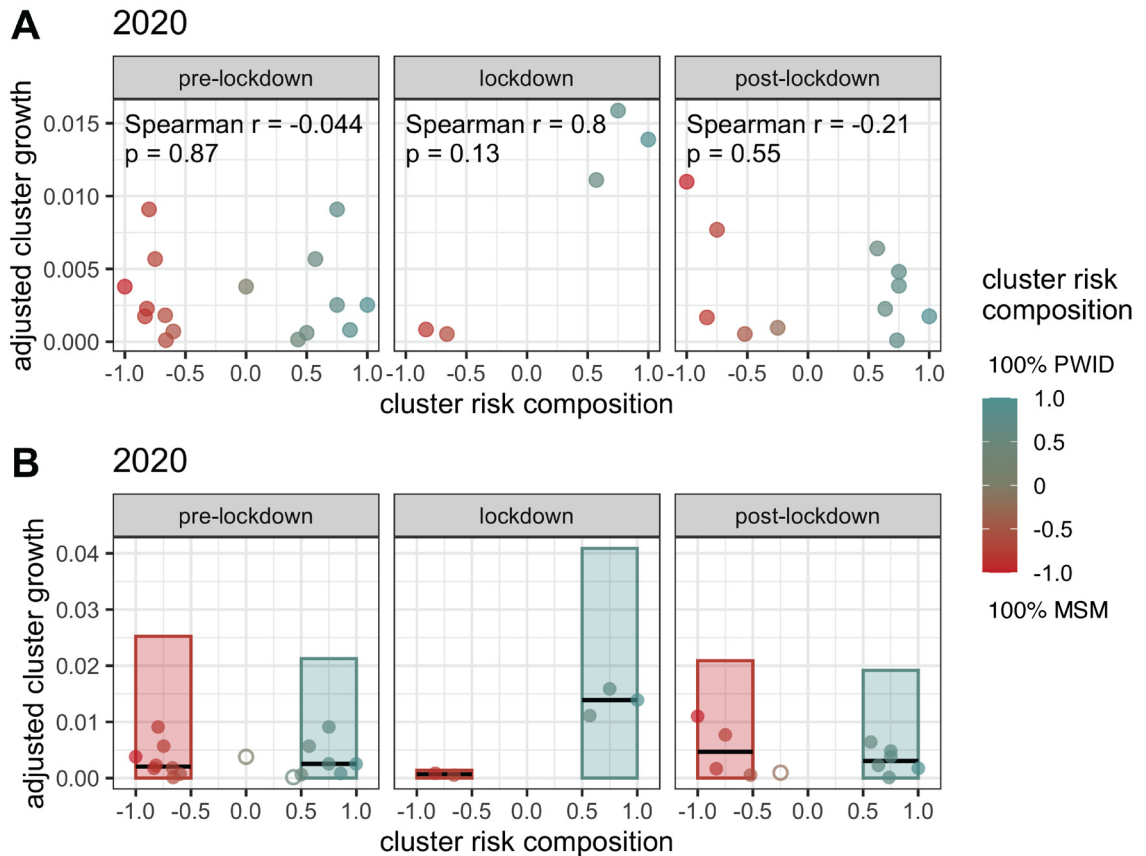 A
2020
pre-lockdown
lockdown
post-lockdown
adjusted cluster growth
0.015
0.010
0.005
0.000
Spearman r = -0.044
p = 0.87
Spearman r = 0.8
p = 0.13
Spearman r = -0.21
p = 0.55
-1.0 -0.5 0.0 0.5 1.0
-1.0 -0.5 0.0 0.5 1.0
-1.0 -0.5 0.0 0.5 1.0
cluster risk composition
cluster risk
composition
100% PWID
1.0
0.5
0
-0.5
-1.0
100% MSM
B
2020
pre-lockdown
lockdown
post-lockdown
adjusted cluster growth
0.04
0.03
0.02
0.01
0.00
-1.0 -0.5 0.0 0.5 1.0
-1.0 -0.5 0.0 0.5 1.0
-1.0 -0.5 0.0 0.5 1.0
cluster risk composition